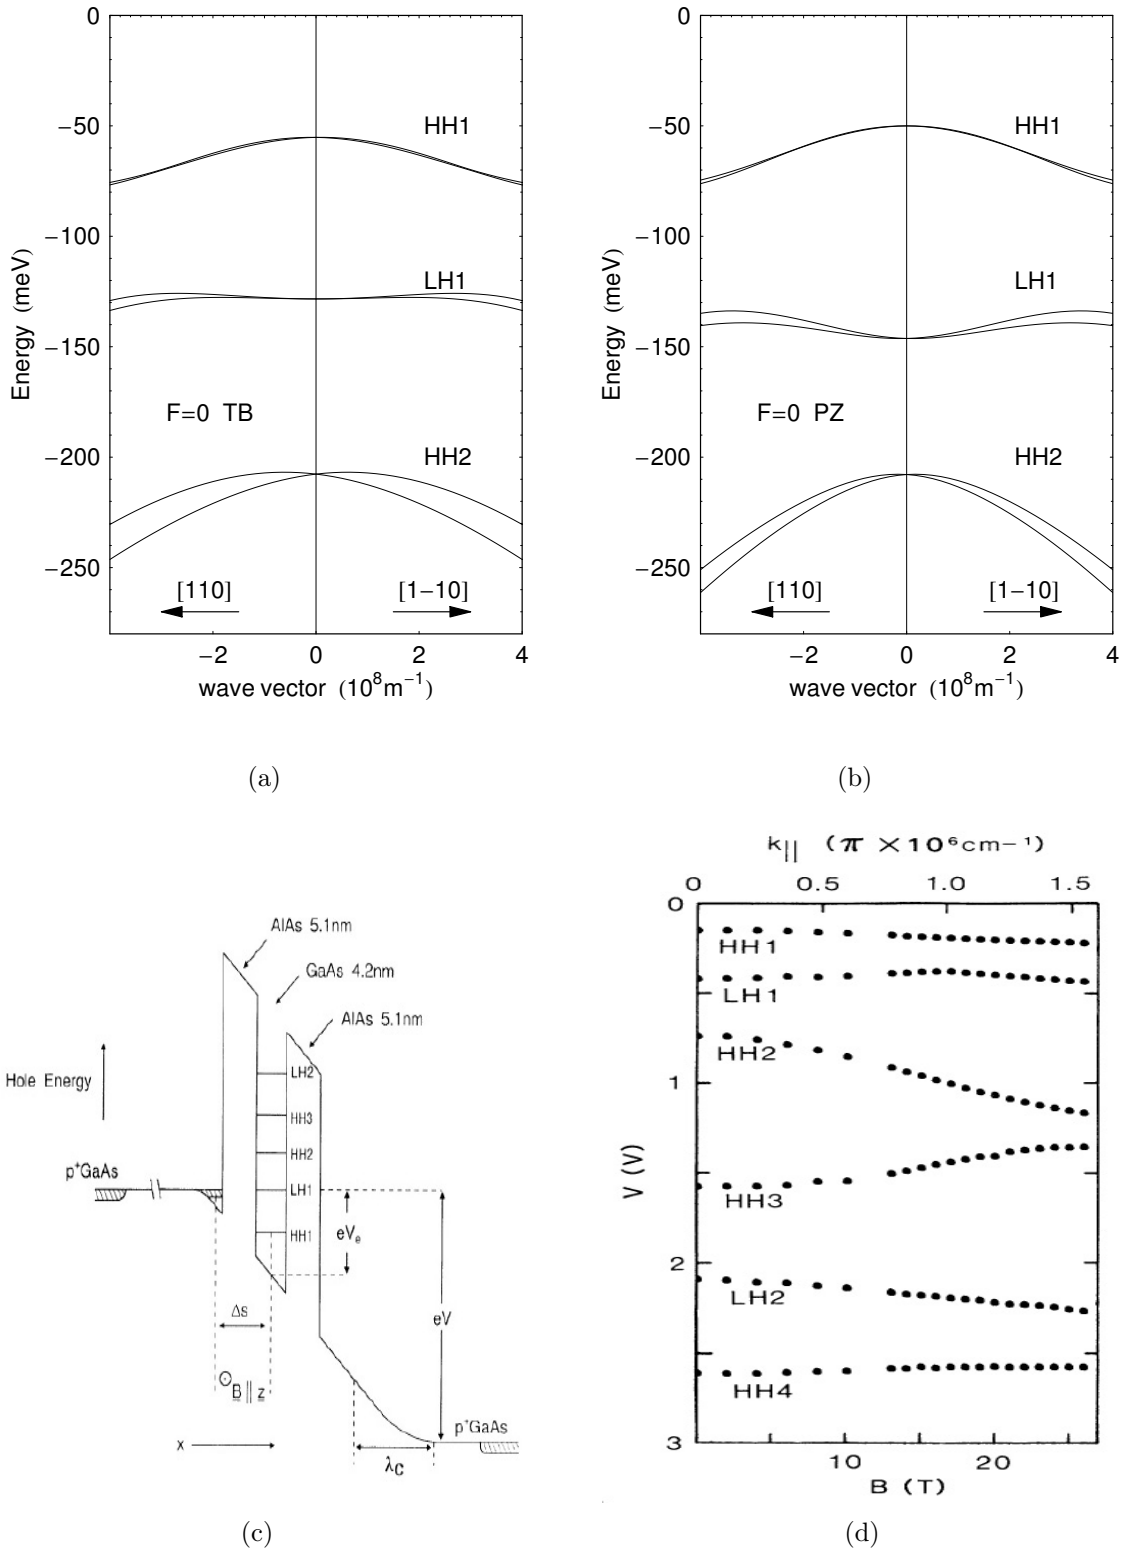 0
−50
−100
−150
−200
−250
Energy (meV)
HH1
LH1
F=0 TB
HH2
[110]
[1−10]
−2 0 2 4
wave vector (10⁸m⁻¹)
(a)
0
−50
−100
−150
−200
−250
Energy (meV)
HH1
LH1
F=0 PZ
HH2
[110]
[1−10]
−2 0 2 4
wave vector (10⁸m⁻¹)
(b)
AlAs 5.1nm
GaAs 4.2nm
AlAs 5.1nm
Hole Energy
LH2
HH3
HH2
LH1
HH1
p⁺GaAs
eVₑ
Δs
eV
B || z
x
p⁺GaAs
λc
(c)
k|| (π ×10⁶cm−¹)
0 0.5 1.0 1.5
0
1
2
3
V (V)
HH1
LH1
HH2
HH3
LH2
HH4
10 20
B (T)
(d)